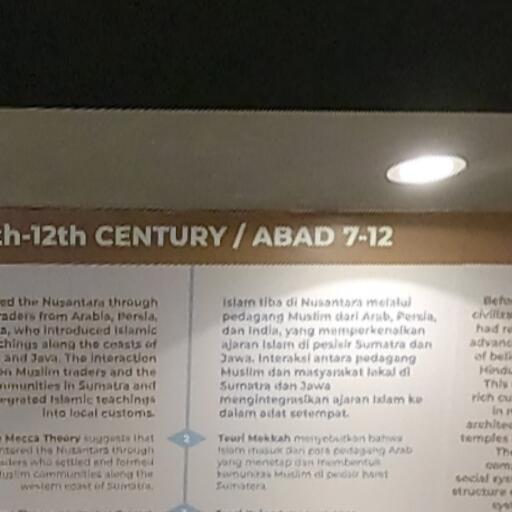 th-12th CENTURY / ABAD 7-12
ed the Nusantara through
aders from Arabia, Persia,
a, who introduced Islamic
chings along the coasts of
and Java. The interaction
n Muslim traders and the
mmunities in Sumatra and
egrated Islamic teachings
into local customs.
Mecca Theory suggests that
ntered the Nusantara through
aders who settled and formed
uslim communities along the
western coast of Sumatra.
2
Islam tiba di Nusantara melalui
pedagang Muslim dari Arab, Persia,
dan India, yang memperkenalkan
ajaran Islam di pesisir Sumatra dan
Jawa. Interaksi antara pedagang
Muslim dan masyarakat lokal di
Sumatra dan Jawa
mengintegrasikan ajaran Islam ke
dalam adat setempat.
Teori Mekkah menyebutkan bahwa
Islam masuk dari para pedagang Arab
yang menetap dan membentuk
komunitas Muslim di pesisir barat
Sumatera.
Befo
civiliza
had re
advanc
of beli
Hindu
This
rich cu
in r
archite
temples
Th
com
social sys
structure
sys